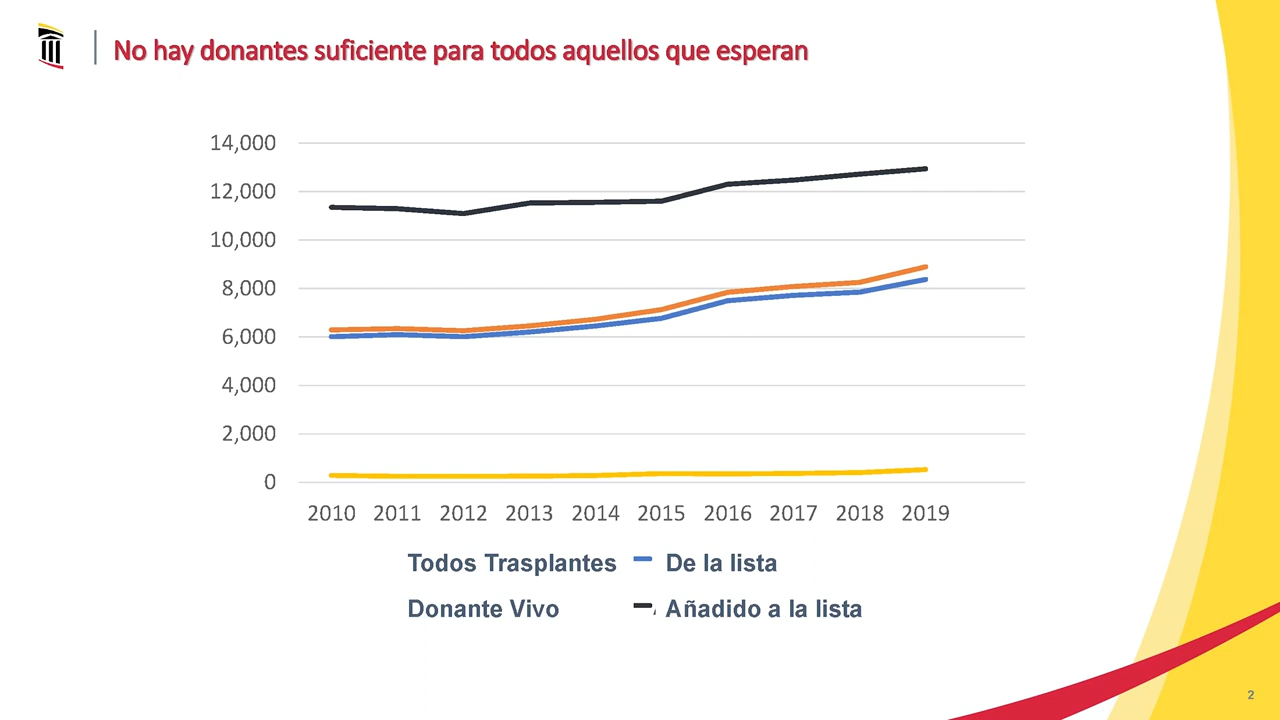 No hay donantes suficiente para todos aquellos que esperan
14,000
12,000
10,000
8,000
6,000
4,000
2,000
0
2010 2011 2012 2013 2014 2015 2016 2017 2018 2019
Todos Trasplantes De la lista
Donante Vivo Añadido a la lista
2